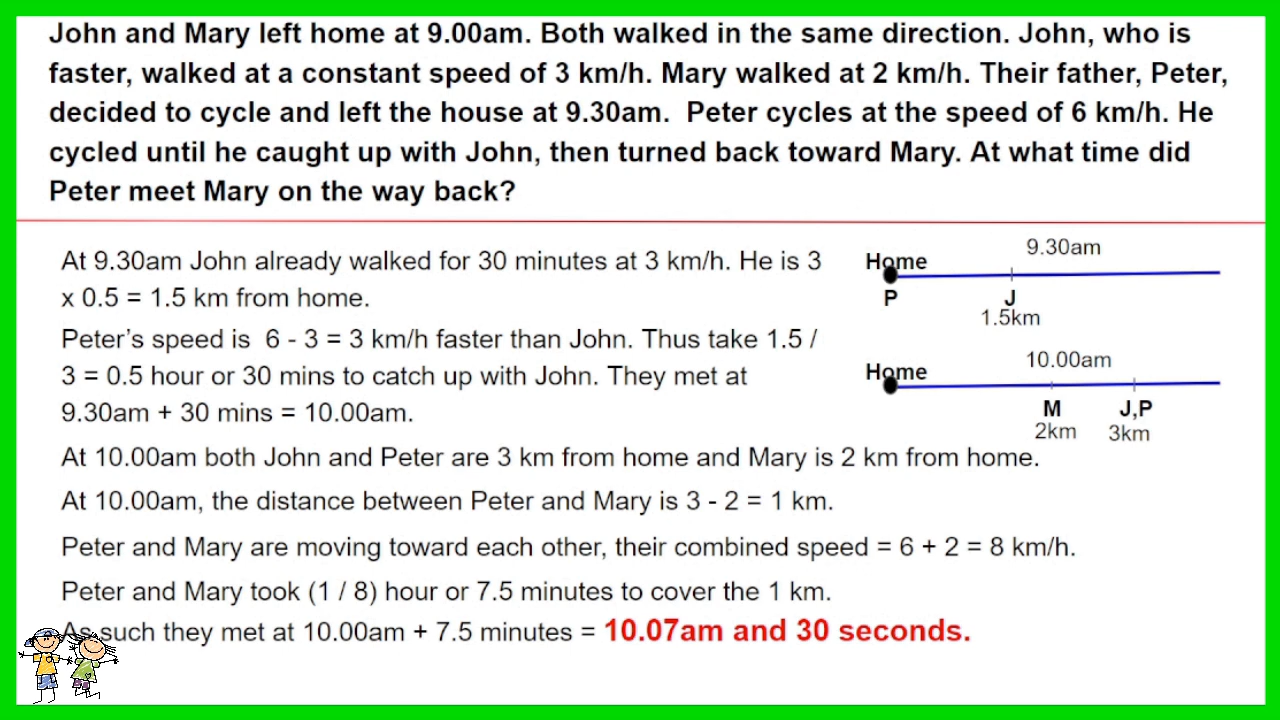 John and Mary left home at 9.00am. Both walked in the same direction. John, who is
faster, walked at a constant speed of 3 km/h. Mary walked at 2 km/h. Their father, Peter,
decided to cycle and left the house at 9.30am.  Peter cycles at the speed of 6 km/h. He
cycled until he caught up with John, then turned back toward Mary. At what time did
Peter meet Mary on the way back?
At 9.30am John already walked for 30 minutes at 3 km/h. He is 3
x 0.5 = 1.5 km from home.
Peter's speed is  6 - 3 = 3 km/h faster than John. Thus take 1.5 /
3 = 0.5 hour or 30 mins to catch up with John. They met at
9.30am + 30 mins = 10.00am.
9.30am
Home
P J
1.5km
10.00am
Home
M J,P
2km 3km
At 10.00am both John and Peter are 3 km from home and Mary is 2 km from home.
At 10.00am, the distance between Peter and Mary is 3 - 2 = 1 km.
Peter and Mary are moving toward each other, their combined speed = 6 + 2 = 8 km/h.
Peter and Mary took (1 / 8) hour or 7.5 minutes to cover the 1 km.
As such they met at 10.00am + 7.5 minutes = 10.07am and 30 seconds.